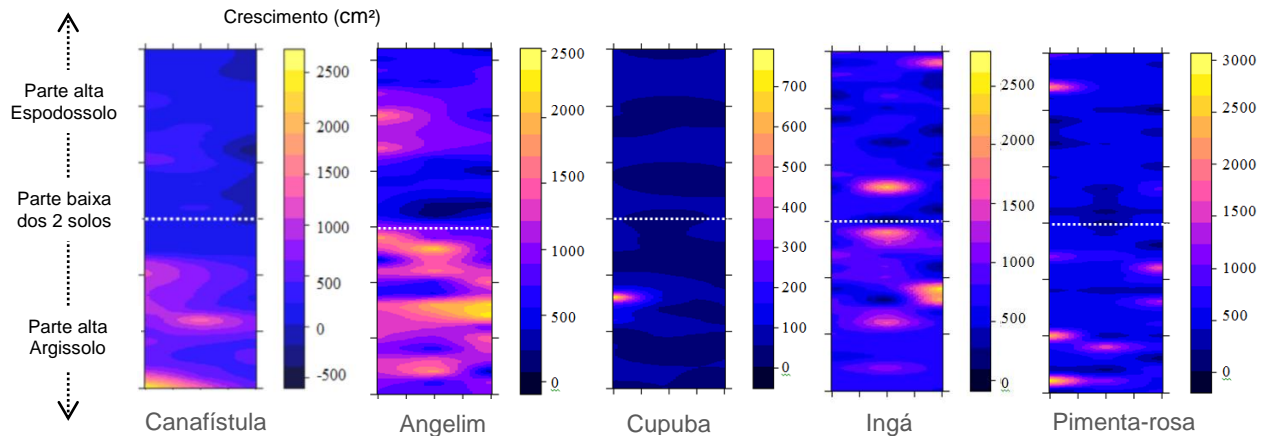 Crescimento (cm²)
Parte alta
Espodossolo
Parte baixa
dos 2 solos
Parte alta
Argissolo
2500
2000
1500
1000
500
0
-500
Canafístula
2500
2000
1500
1000
500
0
Angelim
700
600
500
400
300
200
100
0
Cupuba
2500
2000
1500
1000
500
0
Ingá
3000
2500
2000
1500
1000
500
0
Pimenta-rosa